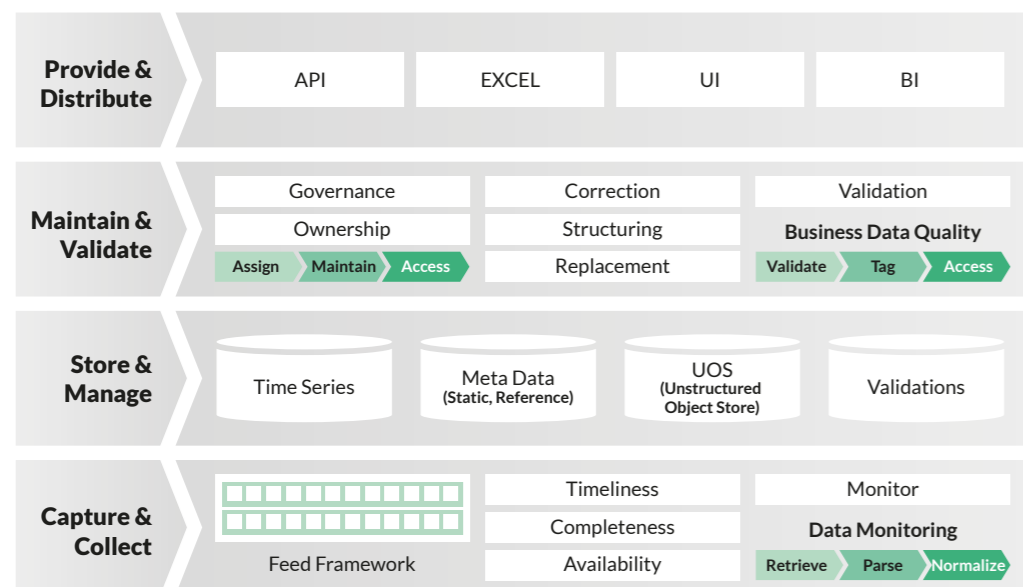 Provide &
Distribute
API
EXCEL
UI
BI
Maintain &
Validate
Governance
Ownership
Assign
Maintain
Access
Correction
Structuring
Replacement
Validation
Business Data Quality
Validate
Tag
Access
Store &
Manage
Time Series
Meta Data
(Static, Reference)
UOS
(Unstructured
Object Store)
Validations
Capture &
Collect
Feed Framework
Timeliness
Completeness
Availability
Monitor
Data Monitoring
Retrieve
Parse
Normalize